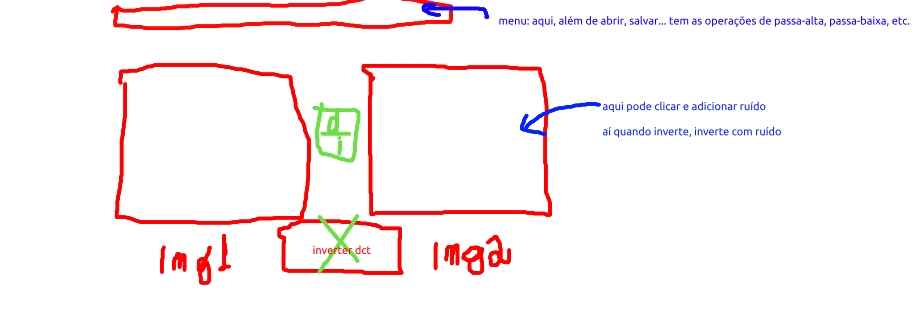 menu: aqui, além de abrir, salvar... tem as operações de passa-alta, passa-baixa, etc.
aqui pode clicar e adicionar ruído
d
i
aí quando inverte, inverte com ruído
inverter dct
Img1
Img2